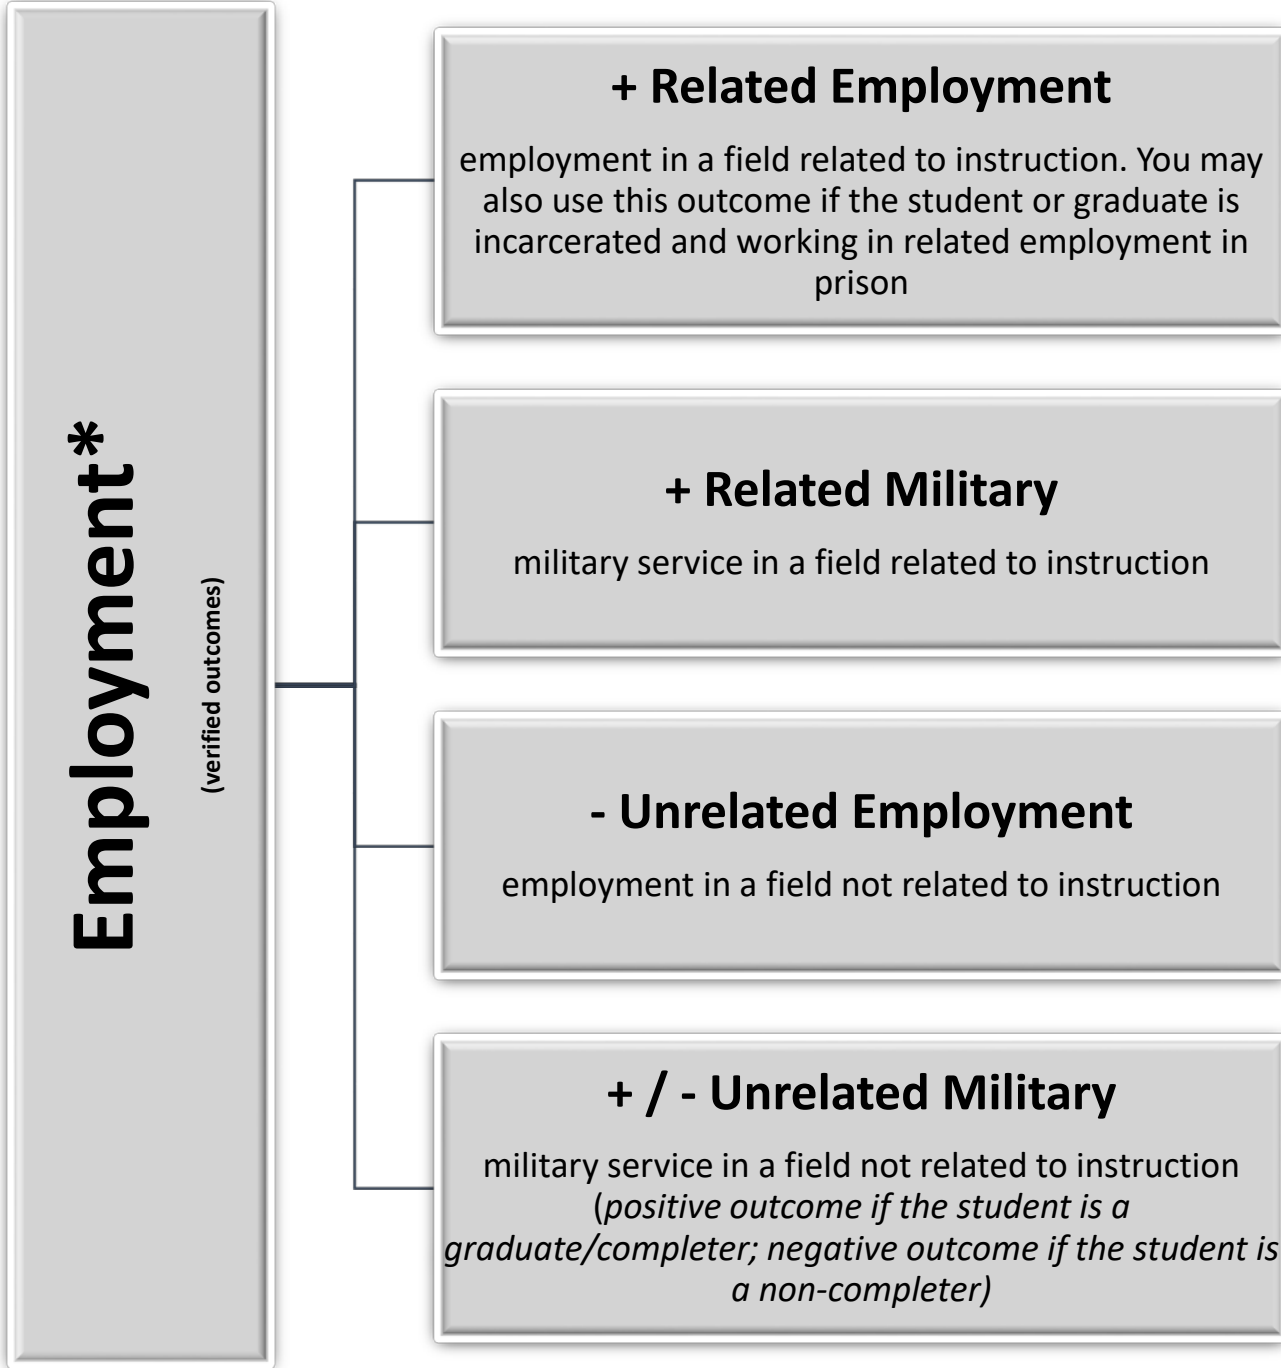 Employment*
(verified outcomes)
+ Related Employment
employment in a field related to instruction. You may
also use this outcome if the student or graduate is
incarcerated and working in related employment in
prison
+ Related Military
military service in a field related to instruction
- Unrelated Employment
employment in a field not related to instruction
+ / - Unrelated Military
military service in a field not related to instruction
(positive outcome if the student is a
graduate/completer; negative outcome if the student is
a non-completer)